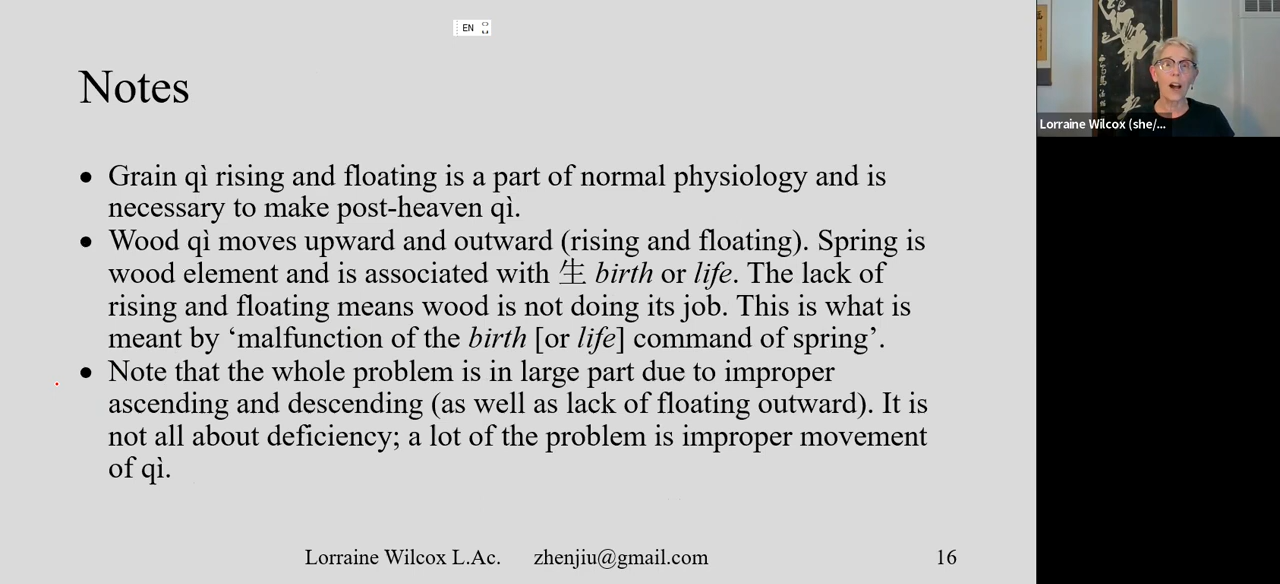 EN
Notes
• Grain qì rising and floating is a part of normal physiology and is
necessary to make post-heaven qì.
• Wood qì moves upward and outward (rising and floating). Spring is
wood element and is associated with 生 birth or life. The lack of
rising and floating means wood is not doing its job. This is what is
meant by ‘malfunction of the birth [or life] command of spring’.
• Note that the whole problem is in large part due to improper
ascending and descending (as well as lack of floating outward). It is
not all about deficiency; a lot of the problem is improper movement
of qì.
Lorraine Wilcox L.Ac. zhenjiu@gmail.com 16
Lorraine Wilcox (she/...